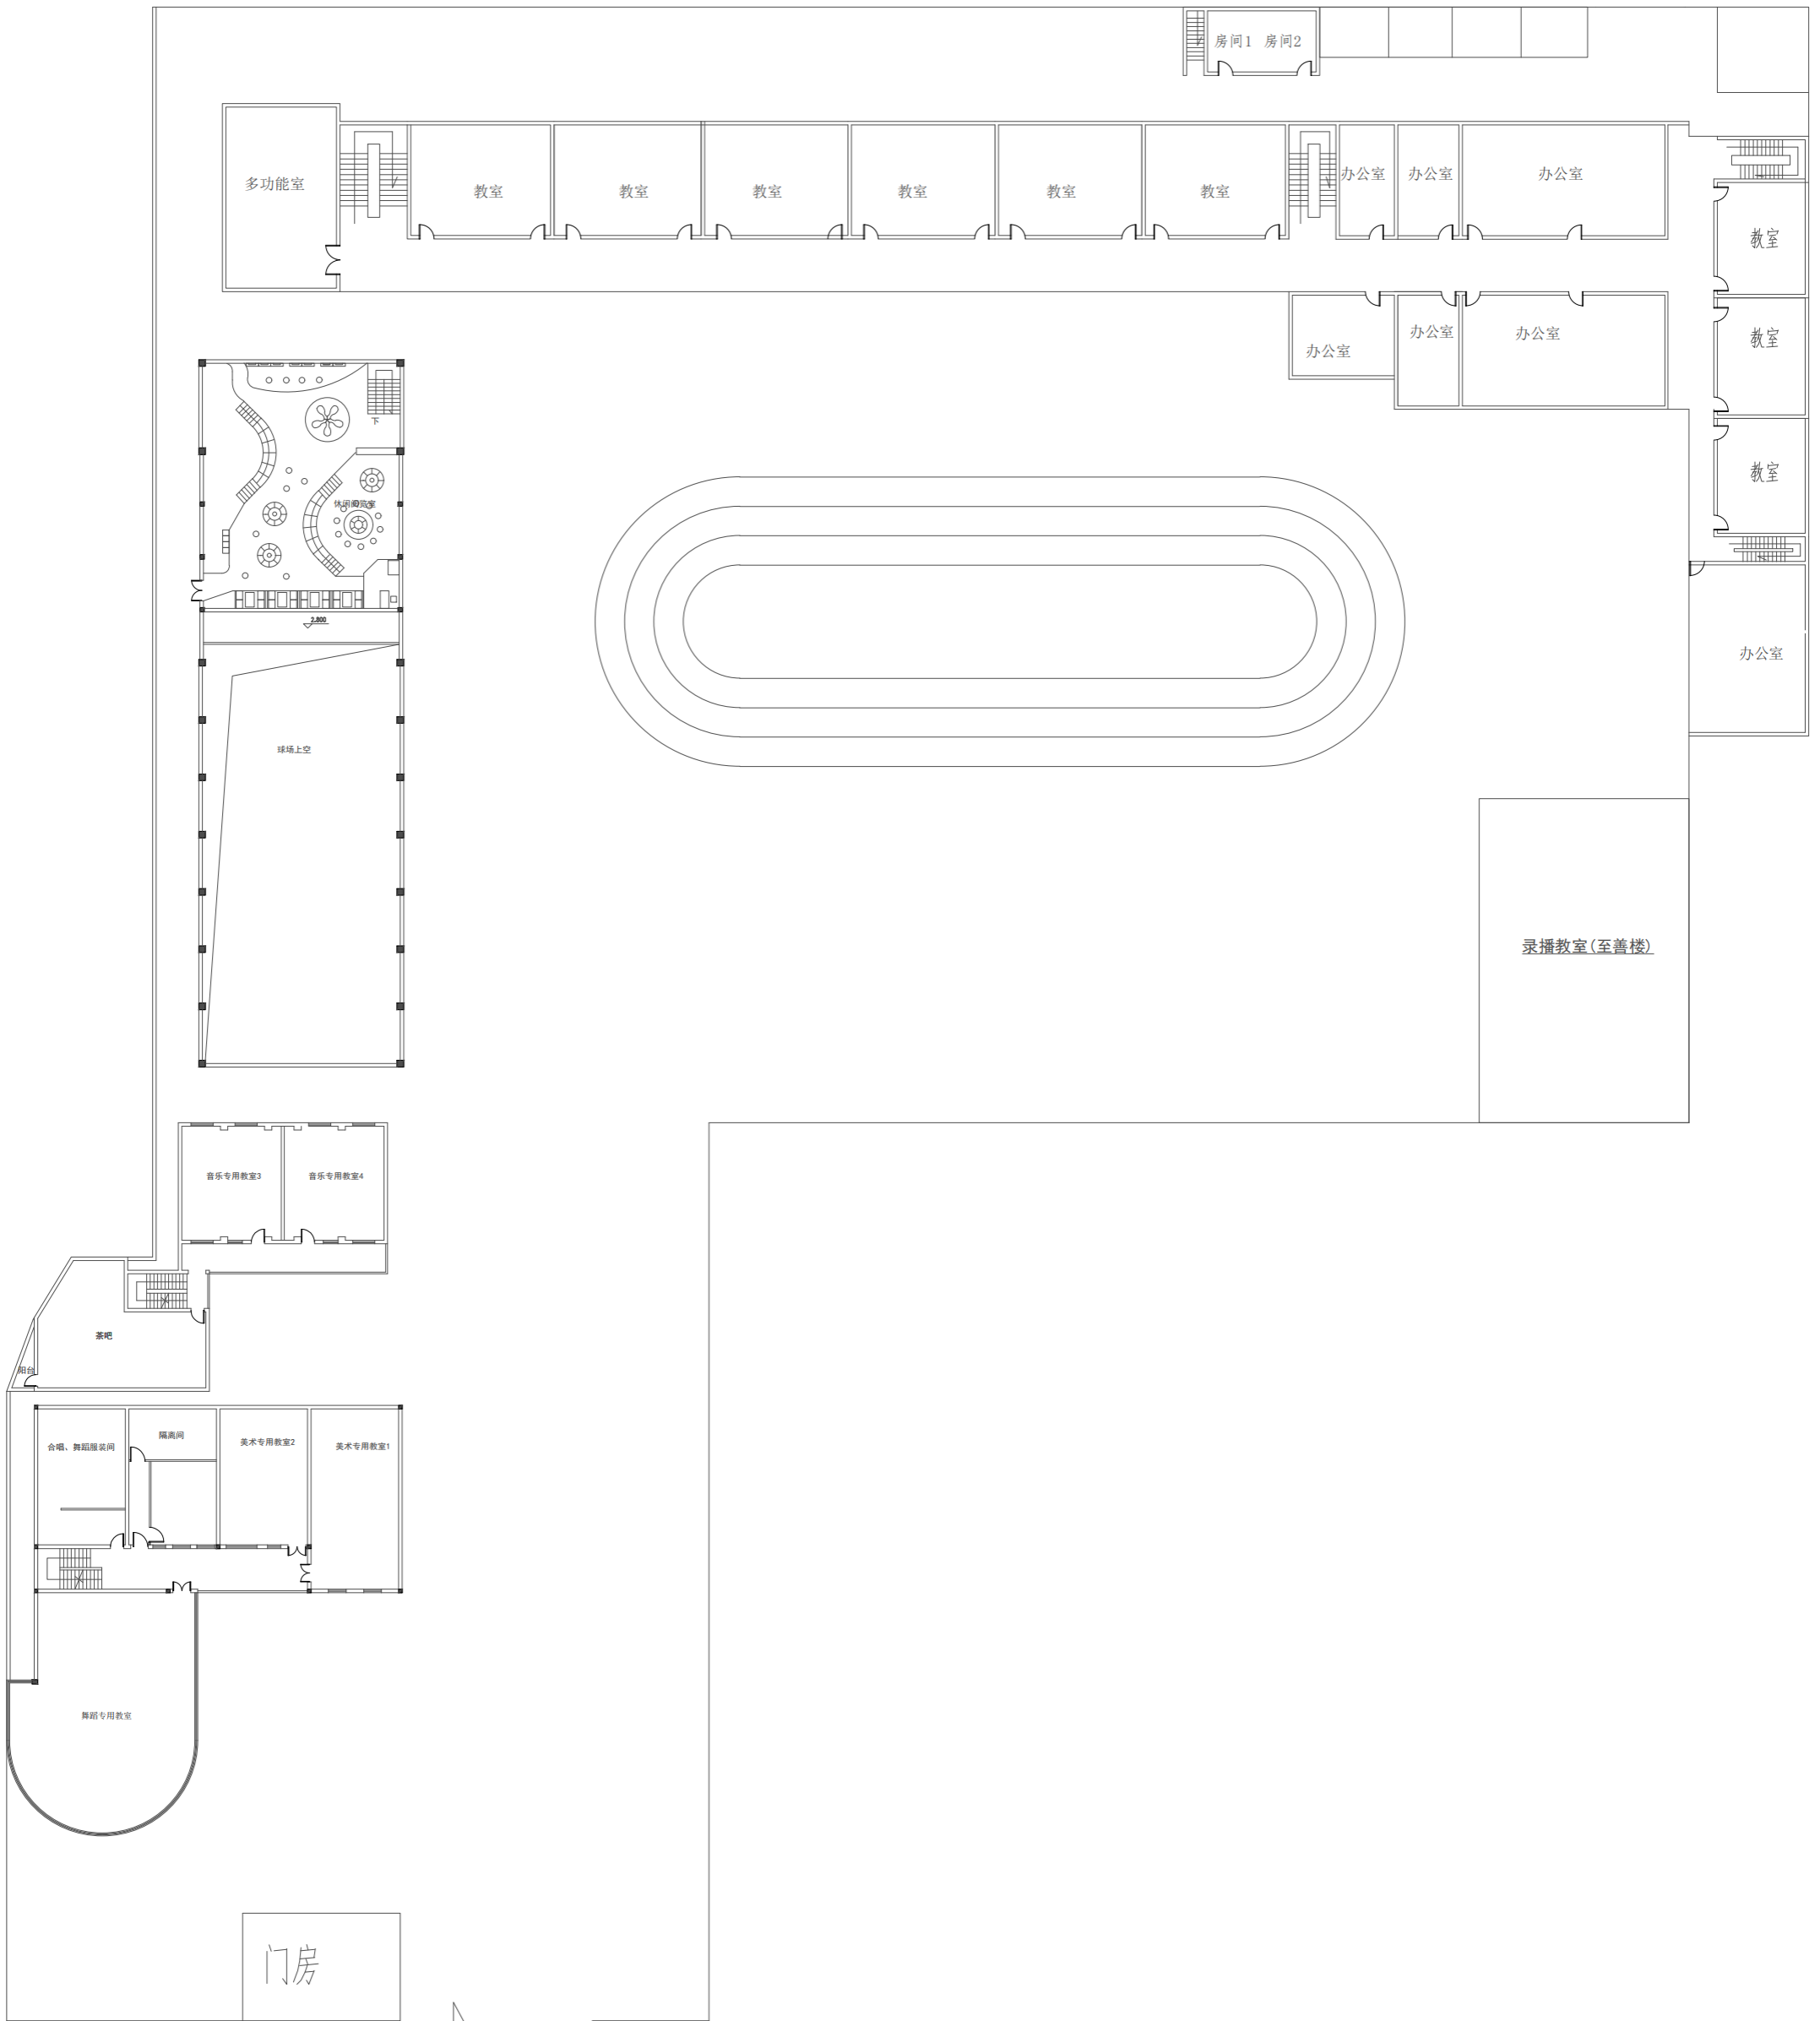 房间1 房间2
多功能室
教室
教室
教室
教室
教室
教室
办公室
办公室
办公室
教室
办公室
办公室
办公室
教室
下
教室
休闲阅览室
2.800
办公室
球场上空
录播教室(至善楼)
音乐专用教室3
音乐专用教室4
茶吧
阳台
合唱、舞蹈服装间
隔离间
美术专用教室2
美术专用教室1
舞蹈专用教室
门房